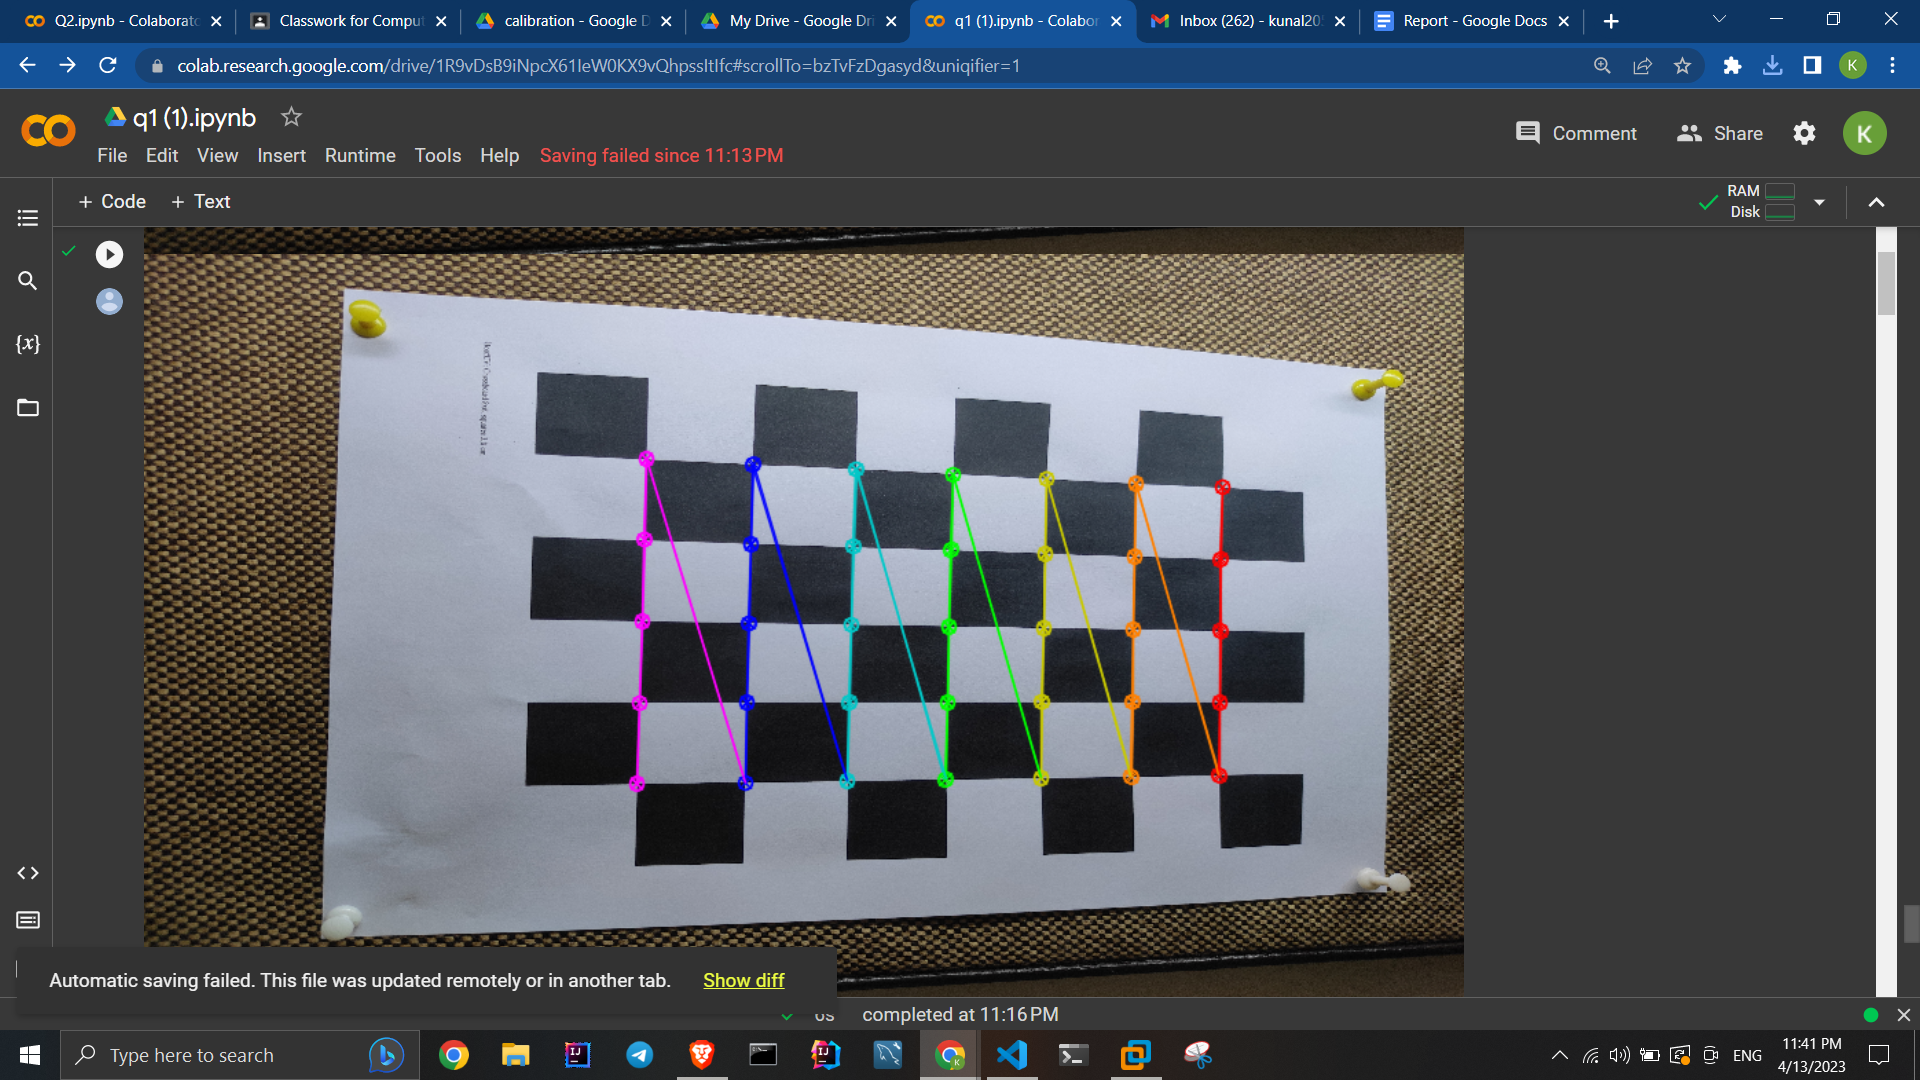 Q2.ipynb - Colaborato
Classwork for Comput
calibration - Google D
My Drive - Google Dri
q1 (1).ipynb - Colabor
Inbox (262) - kunal20
Report - Google Docs
colab.research.google.com/drive/1R9vDsB9iNpcX61IeW0KX9vQhpssItIfc#scrollTo=bzTvFzDgasyd&uniqifier=1
K
CO
q1 (1).ipynb
Comment
Share
K
File Edit View Insert Runtime Tools Help Saving failed since 11:13 PM
+ Code + Text
RAM
Disk
{x}
Automatic saving failed. This file was updated remotely or in another tab. Show diff
completed at 11:16 PM
Type here to search
ENG
11:41 PM
4/13/2023